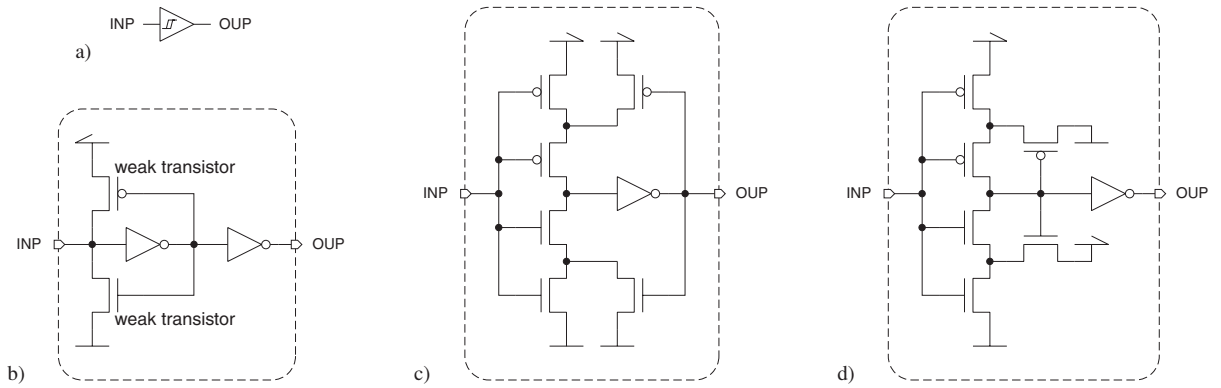 INP OUP
a)
weak transistor
INP OUP
weak transistor
b)
INP OUP
c)
INP OUP
d)